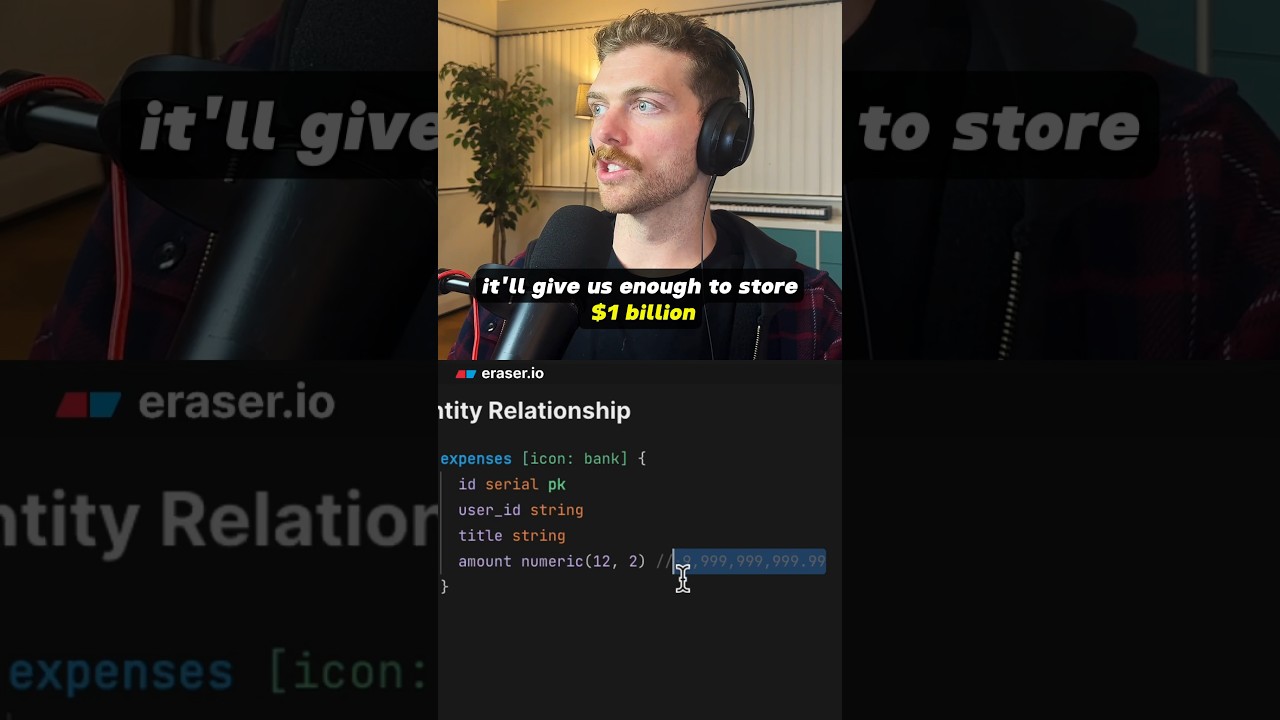 it'll give us enough to store
$1 billion
eraser.io
ntity Relationship
expenses [icon: bank] {
id serial pk
user_id string
title string
amount numeric(12, 2) // 9,999,999,999.99
}
it'll give
to store
eraser.io
ntity Relation
expenses [icon: